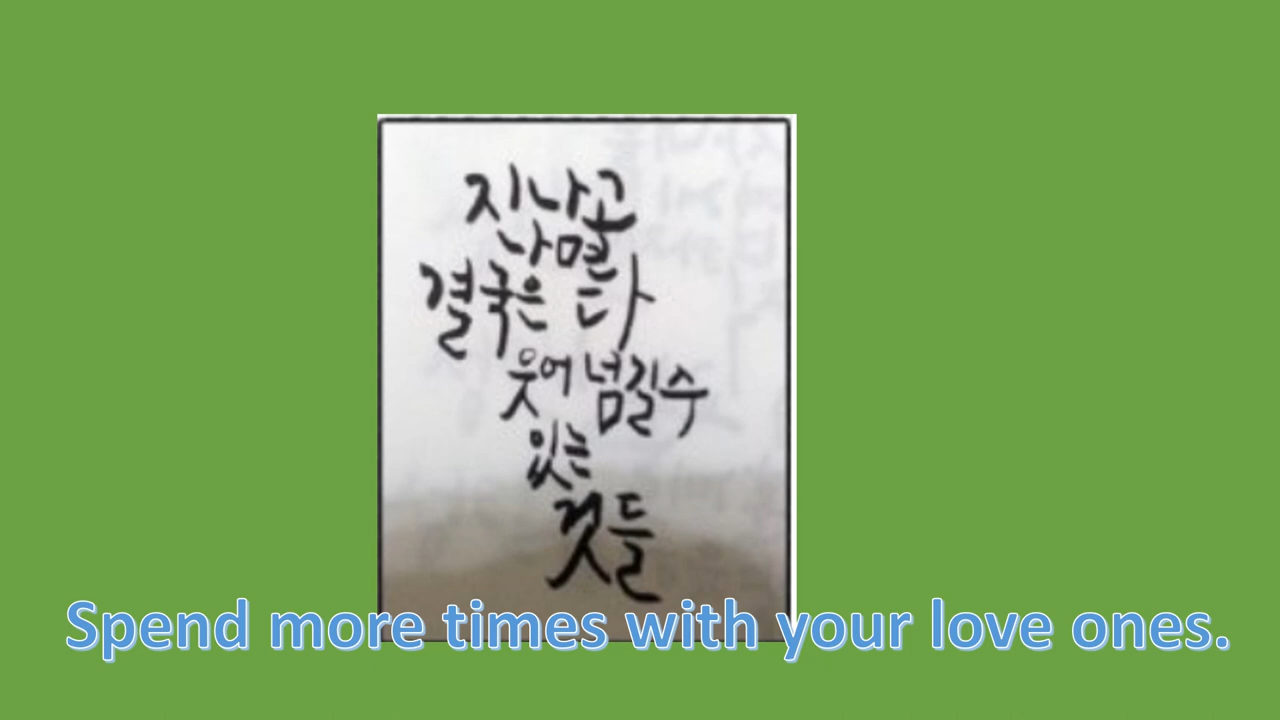 지나고
나면
결국은 다
웃어 넘길수
있는
것들
Spend more times with your love ones.